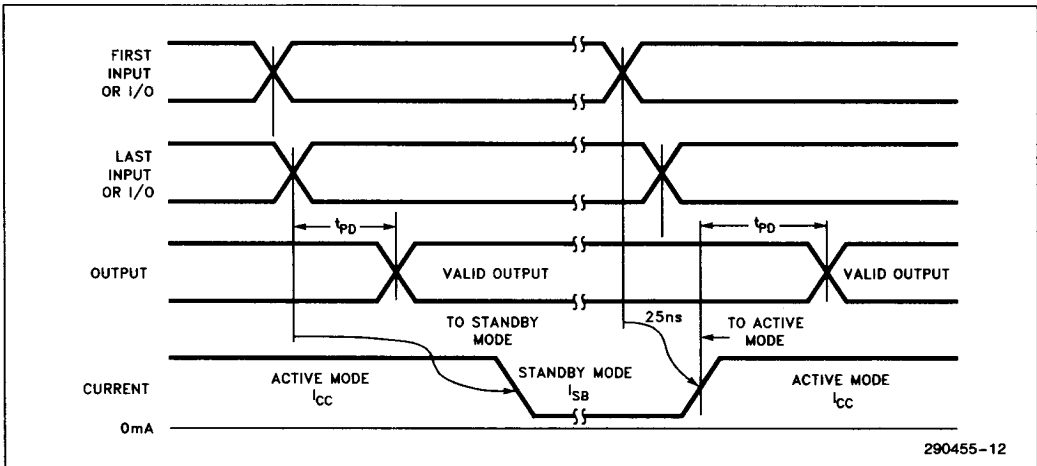 FIRST
INPUT
OR I/O
LAST
INPUT
OR I/O
tPD
tPD
OUTPUT
VALID OUTPUT
VALID OUTPUT
TO STANDBY
MODE
25ns
TO ACTIVE
MODE
CURRENT
ACTIVE MODE
ICC
STANDBY MODE
ISB
ACTIVE MODE
ICC
0mA
290455-12